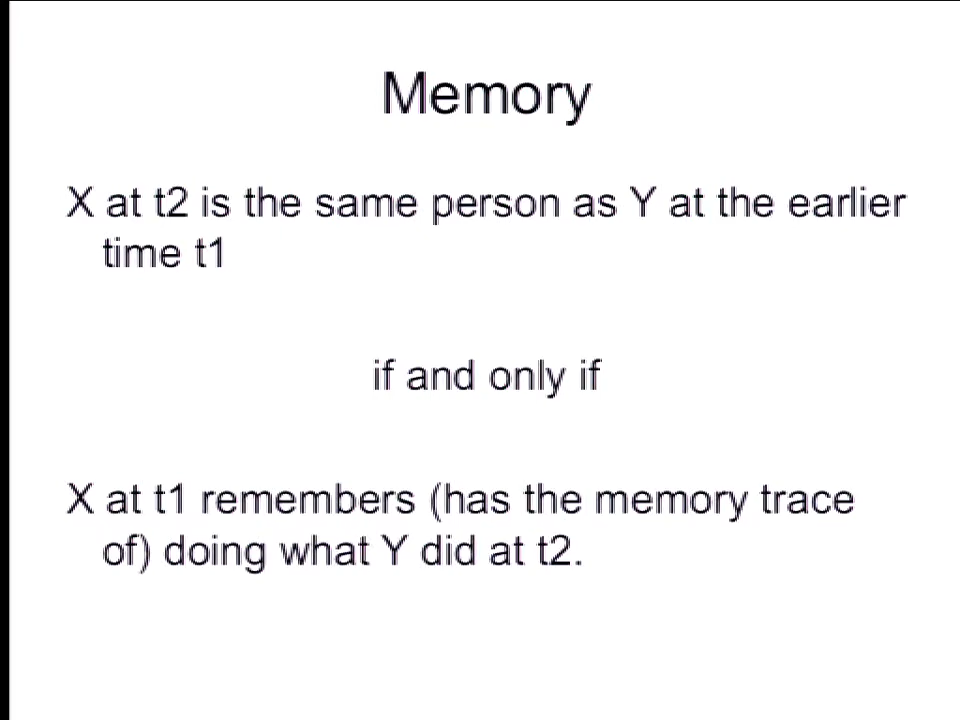 Memory
X at t2 is the same person as Y at the earlier
time t1
if and only if
X at t1 remembers (has the memory trace
of) doing what Y did at t2.